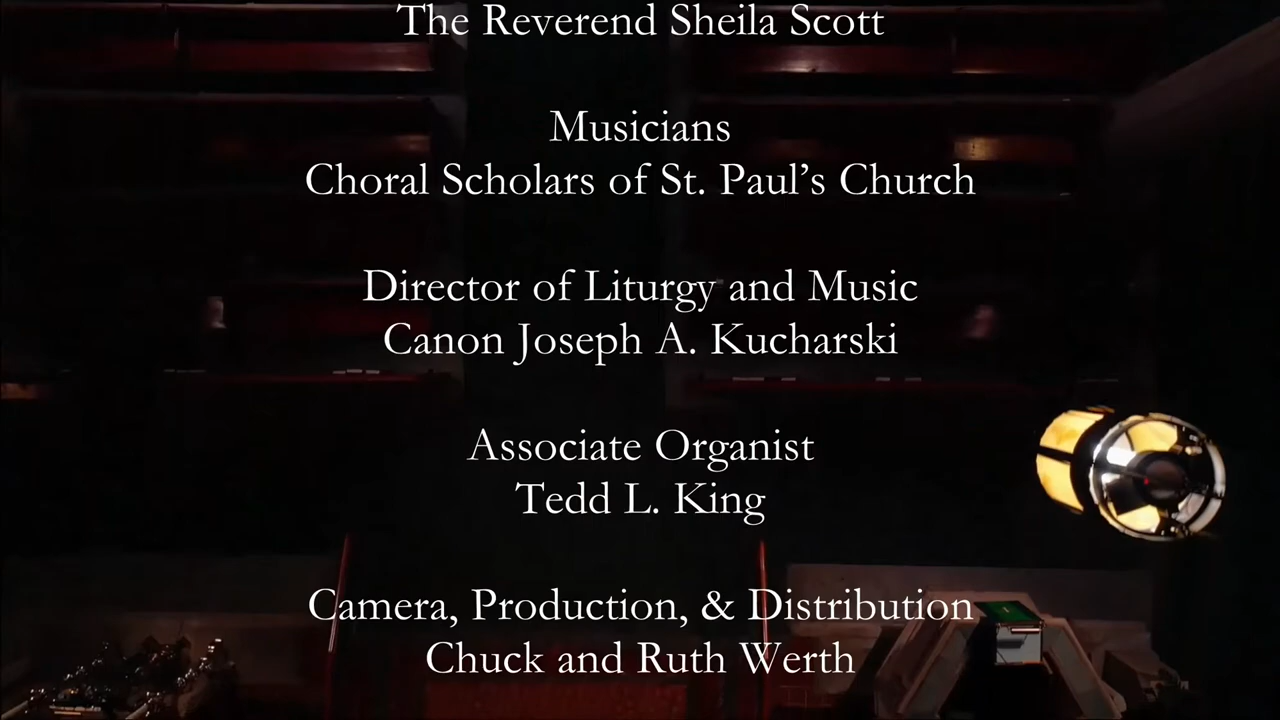 The Reverend Sheila Scott
Musicians
Choral Scholars of St. Paul’s Church
Director of Liturgy and Music
Canon Joseph A. Kucharski
Associate Organist
Tedd L. King
Camera, Production, & Distribution
Chuck and Ruth Werth